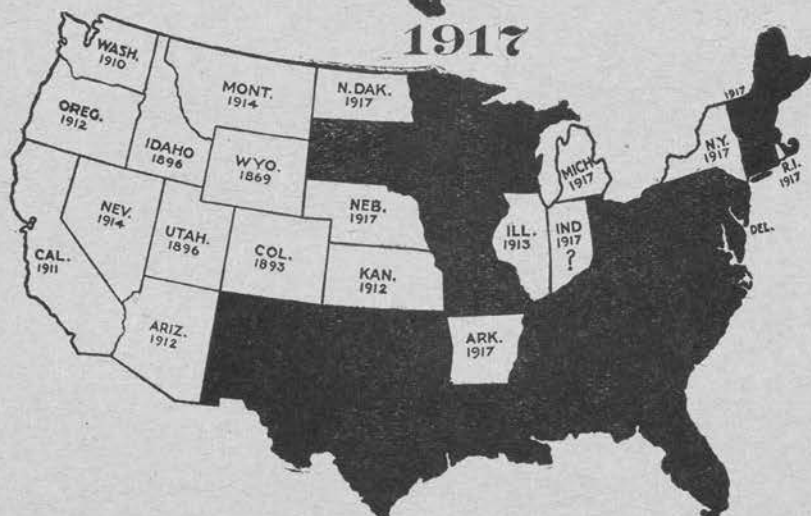 1917
WASH.
1910
MONT.
1914
N.DAK.
1917
OREG.
1912
IDAHO
1896
WYO.
1869
NEB.
1917
MICH.
1917
1917
N.Y.
1917
R.I.
1917
NEV.
1914
UTAH.
1896
COL.
1893
ILL.
1913
IND
1917
?
DEL.
CAL.
1911
KAN.
1912
ARIZ.
1912
ARK.
1917